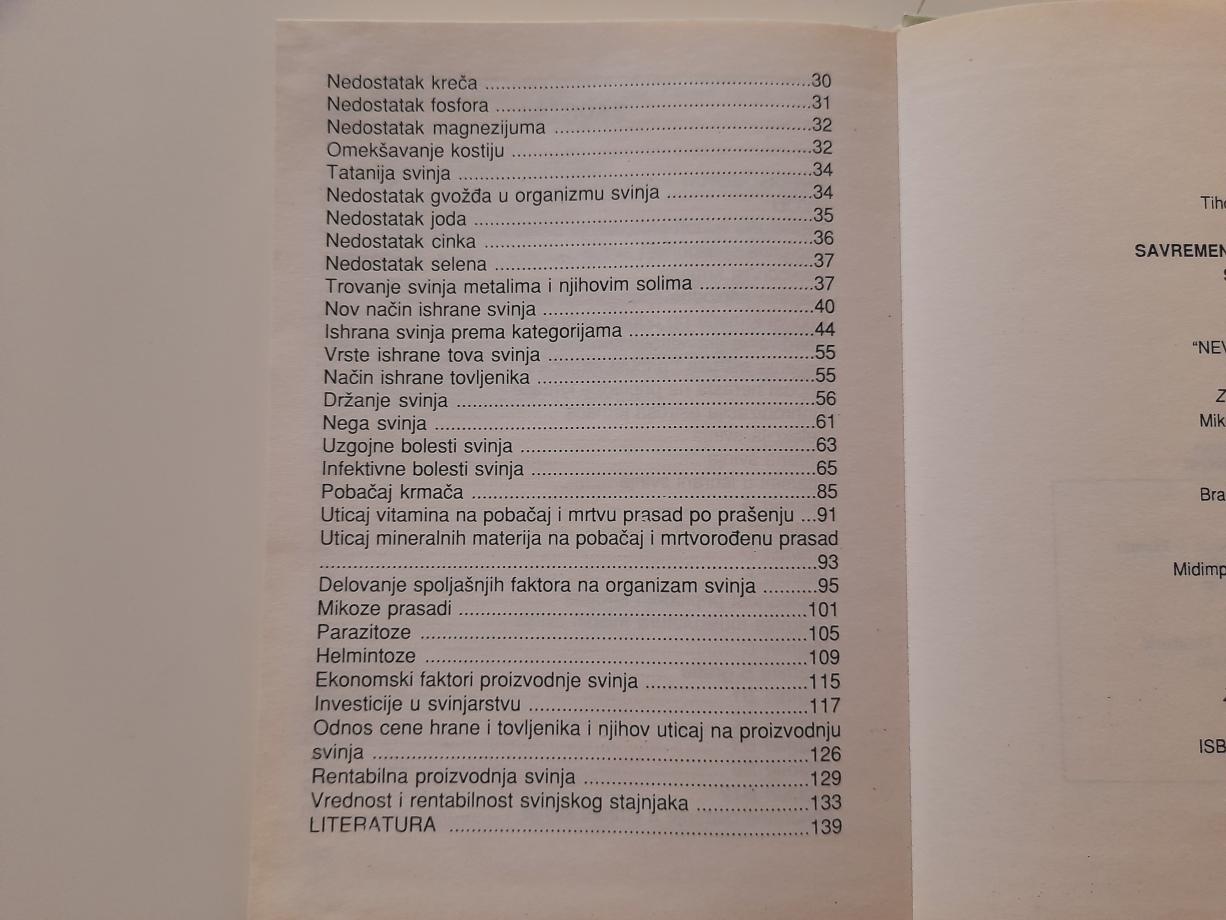 Nedostatak kreča ..................................................30
Nedostatak fosfora ..................................................31
Nedostatak magnezijuma ........................................32
Omekšavanje kostiju ...............................................32
Tatanija svinja .......................................................34
Nedostatak gvožđa u organizmu svinja ......................34
Nedostatak joda .....................................................35
Nedostatak cinka ....................................................36
Nedostatak selena ..................................................37
Trovanje svinja metalima i njihovim solima .................37
Nov način ishrane svinja ..........................................40
Ishrana svinja prema kategorijama ............................44
Vrste ishrane tova svinja .........................................55
Način ishrane tovljenika ...........................................55
Držanje svinja ........................................................56
Nega svinja ...........................................................61
Uzgojne bolesti svinja ..............................................63
Infektivne bolesti svinja ............................................65
Pobačaj krmača ......................................................85
Uticaj vitamina na pobačaj i mrtvu prasad po prašenju ...91
Uticaj mineralnih materija na pobačaj i mrtvorođenu prasad
..............................................................................93
Delovanje spoljašnjih faktora na organizam svinja ..........95
Mikoze prasadi ......................................................101
Parazitoze ............................................................105
Helmintoze ...........................................................109
Ekonomski faktori proizvodnje svinja .........................115
Investicije u svinjarstvu ...........................................117
Odnos cene hrane i tovljenika i njihov uticaj na proizvodnju
svinja ...................................................................126
Rentabilna proizvodnja svinja ...................................129
Vrednost i rentabilnost svinjskog stajnjaka .................133
LITERATURA ........................................................139
SAVREMEN
"NEV
Mik
Bra
Midimp
ISB